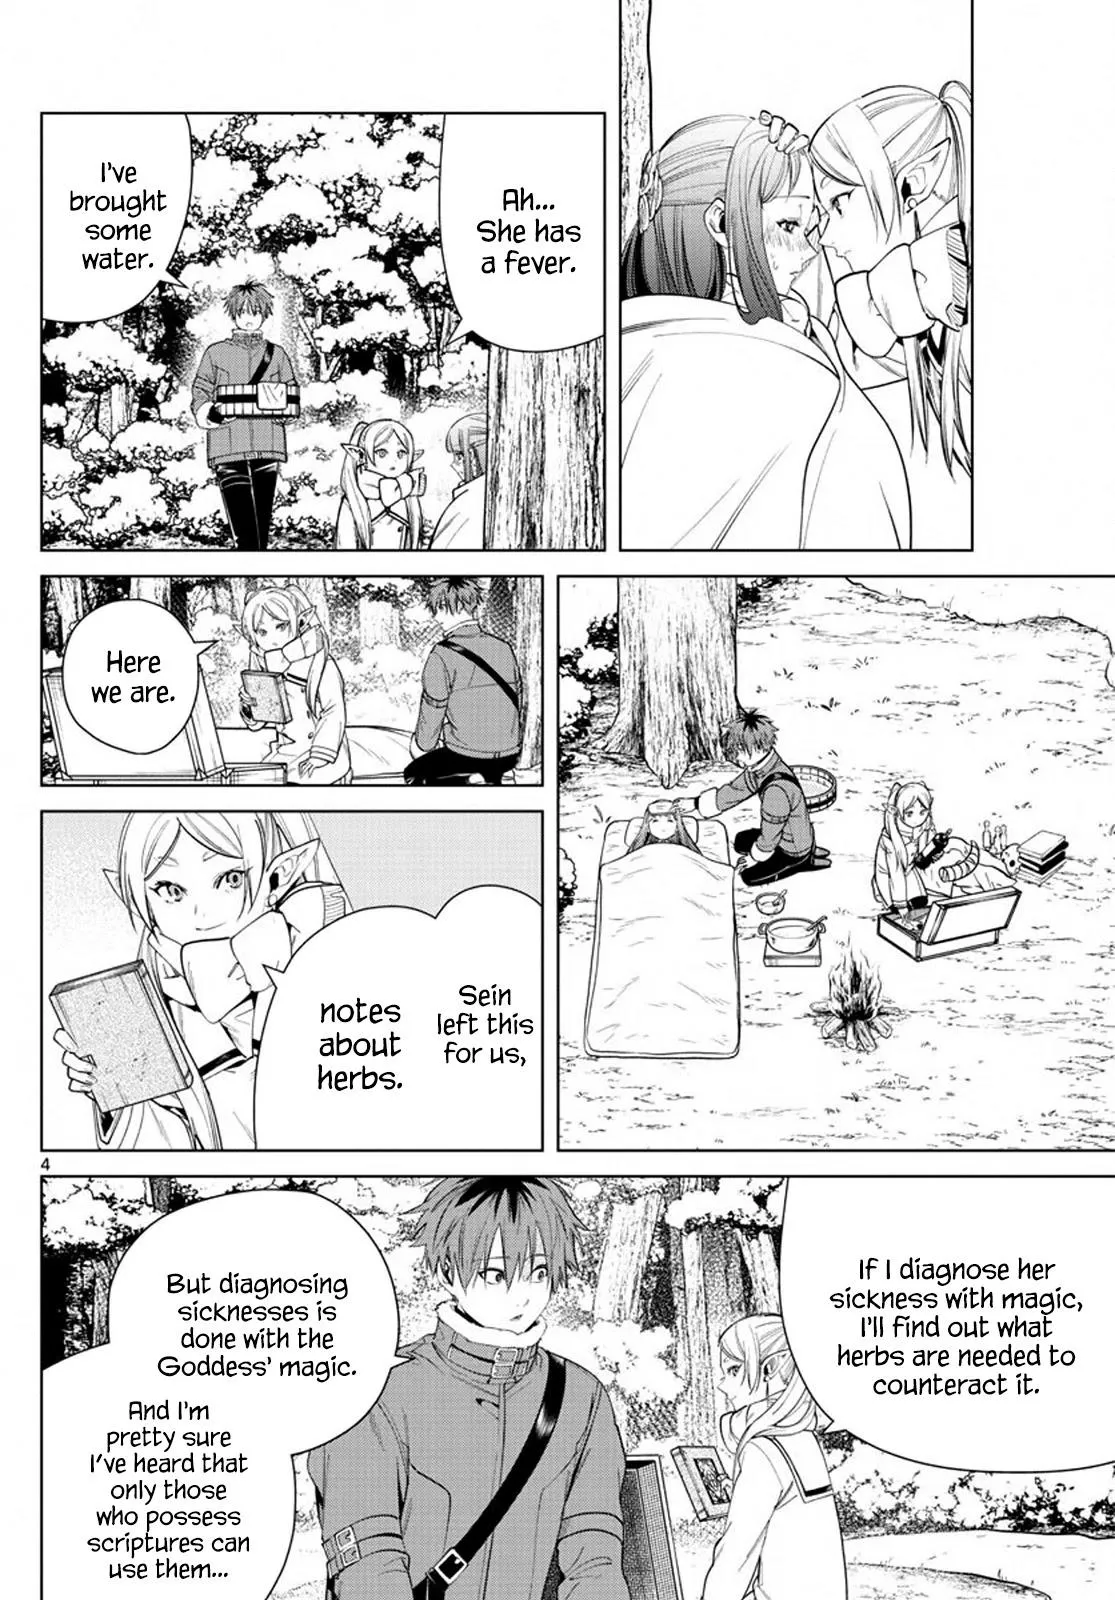 Ah...
She has
a fever.
I've
brought
some
water.
Here
we are.
Sein
left this
for us,
notes
about
herbs.
4
If I diagnose her
sickness with magic,
I'll find out what
herbs are needed to
counteract it.
But diagnosing
sicknesses is
done with the
Goddess' magic.
And I'm
pretty sure
I've heard that
only those
who possess
scriptures can
use them...